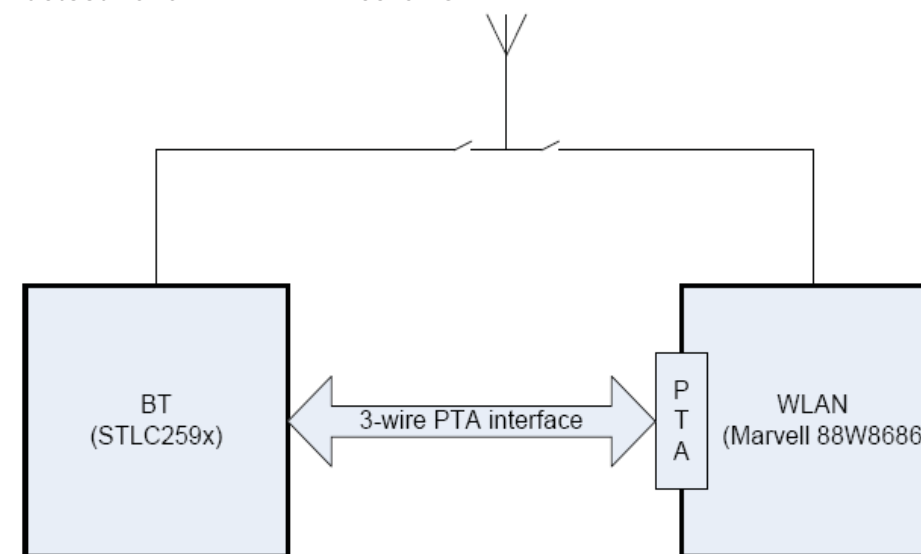 BT
(STLC259x)
3-wire PTA interface
P
T
A
WLAN
(Marvell 88W8686